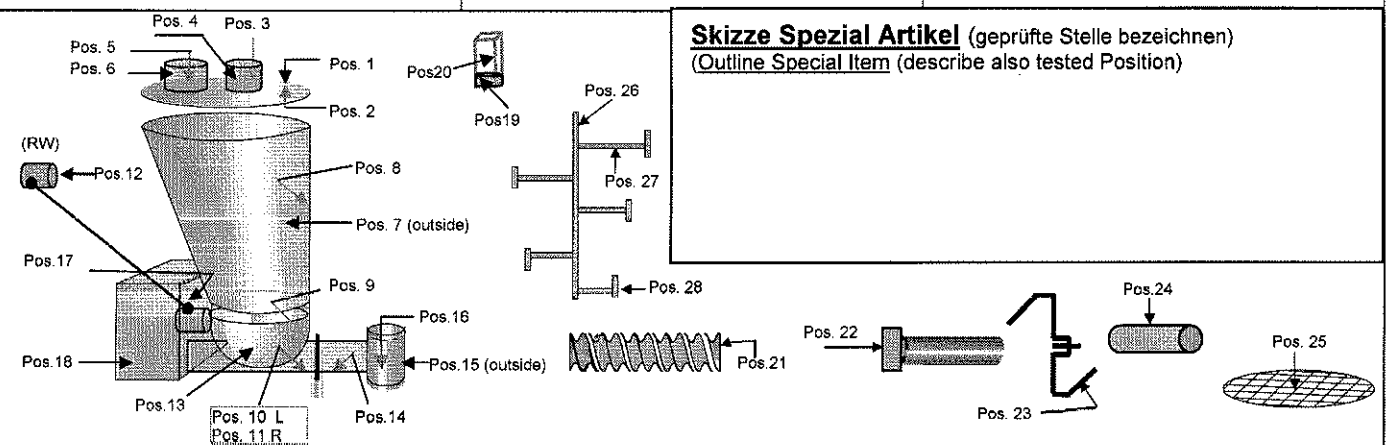 Pos. 4
Pos. 3
Pos. 5
Pos. 6
Pos. 1
Pos. 2
(RW)
Pos.12
Pos. 8
Pos. 7 (outside)
Pos.17
Pos. 9
Pos.16
Pos.18
Pos.15 (outside)
Pos.13
Pos. 10 L
Pos. 11 R
Pos.14
Pos20
Pos19
Pos. 26
Pos. 27
Pos. 28
Pos.21
Skizze Spezial Artikel (geprüfte Stelle bezeichnen)
(Outline Special Item (describe also tested Position)
Pos. 22
Pos. 23
Pos.24
Pos. 25